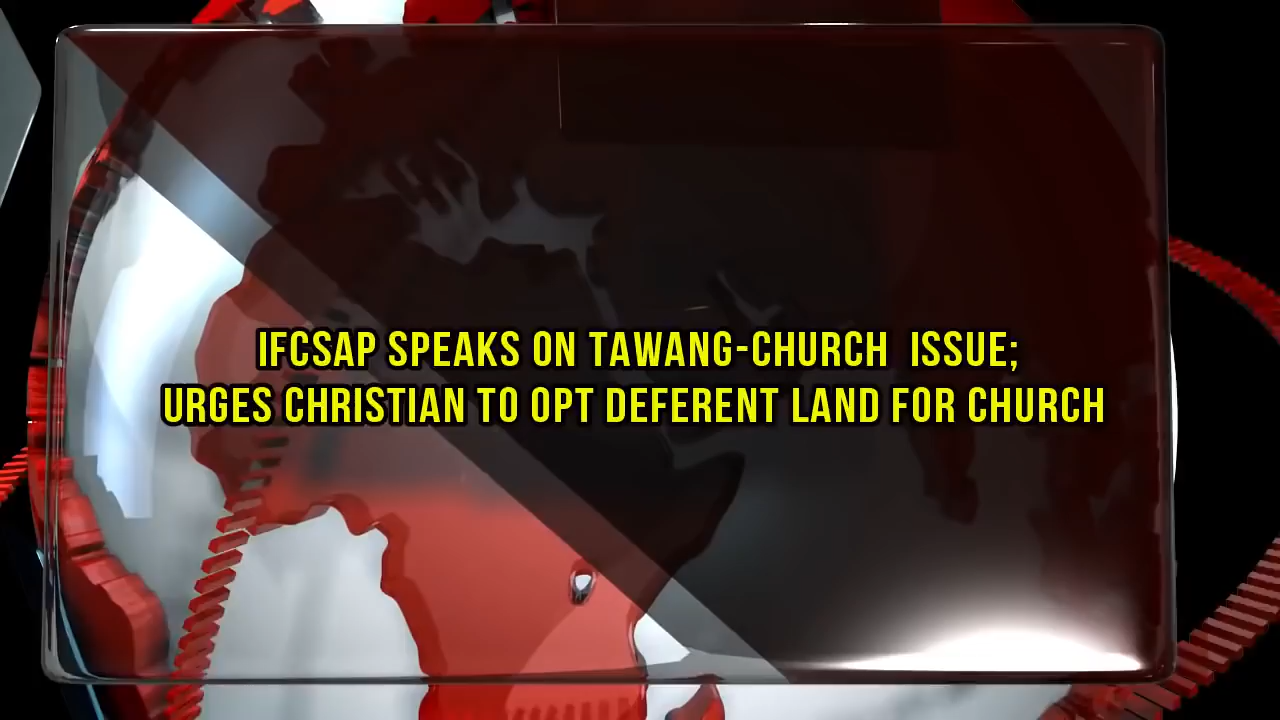 IFCSAP SPEAKS ON TAWANG-CHURCH  ISSUE;
URGES CHRISTIAN TO OPT DEFERENT LAND FOR CHURCH